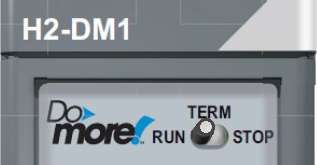 H2-DM1
Do
more!
TERM
RUN STOP